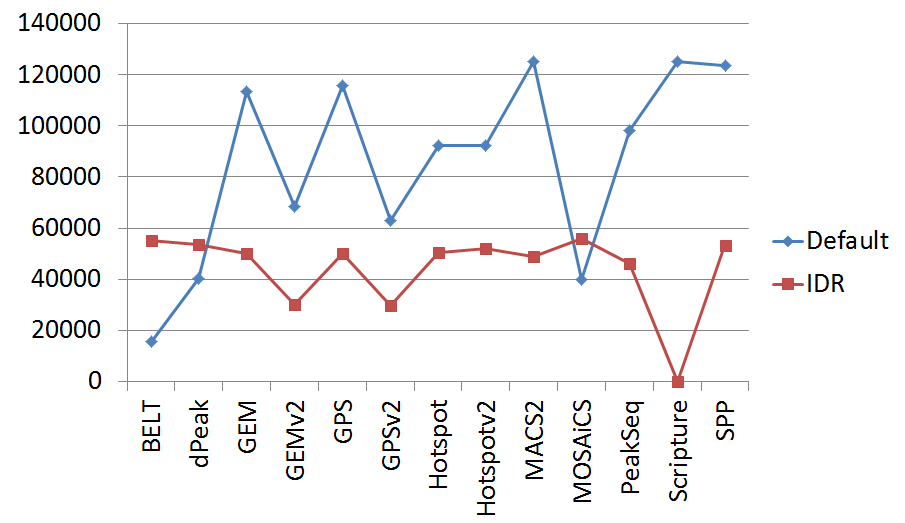 140000
120000
100000
80000
60000
40000
20000
0
BELT
dPeak
GEM
GEMv2
GPS
GPSv2
Hotspot
Hotspotv2
MACS2
MOSAiCS
PeakSeq
Scripture
SPP
Default
IDR